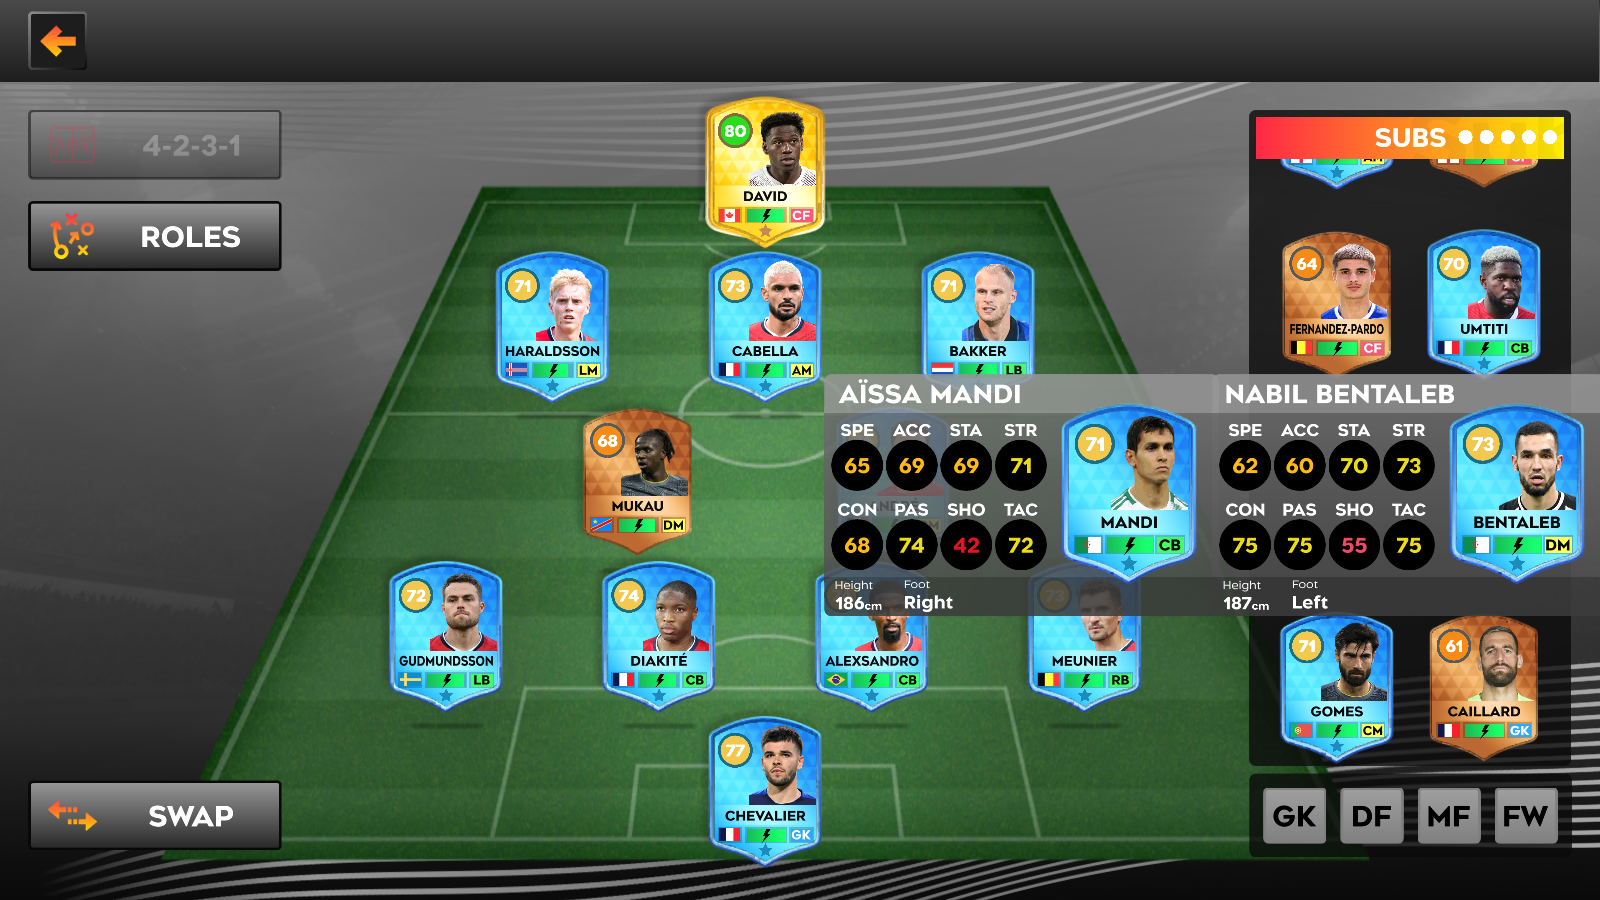 4-2-3-1
ROLES
SWAP
80
DAVID
CF
71
HARALDSSON
LM
73
CABELLA
AM
71
BAKKER
LB
68
MUKAU
DM
72
GUDMUNDSSON
LB
74
DIAKITÉ
CB
ALEXSANDRO
CB
73
MEUNIER
RB
77
CHEVALIER
GK
AÏSSA MANDI
SPE ACC STA STR
65 69 69 71
CON PAS SHO TAC
68 74 42 72
Height Foot
186cm Right
71
MANDI
CB
NABIL BENTALEB
SPE ACC STA STR
62 60 70 73
CON PAS SHO TAC
75 75 55 75
Height Foot
187cm Left
73
BENTALEB
DM
SUBS
64
FERNANDEZ-PARDO
CF
70
UMTITI
CB
71
GOMES
CM
61
CAILLARD
GK
GK DF MF FW